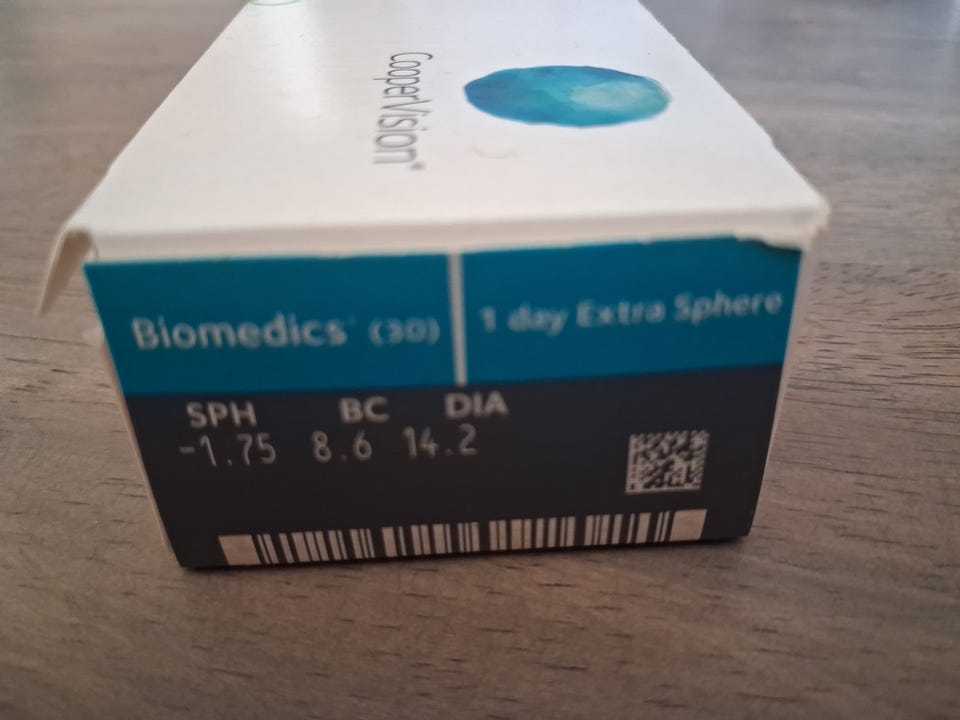 CooperVision®
Biomedics® (30)
1 day Extra Sphere
SPH BC DIA
-1.75 8.6 14.2